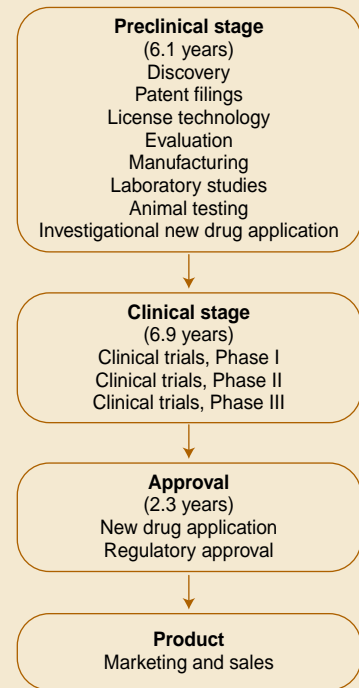 Preclinical stage
(6.1 years)
Discovery
Patent filings
License technology
Evaluation
Manufacturing
Laboratory studies
Animal testing
Investigational new drug application
Clinical stage
(6.9 years)
Clinical trials, Phase I
Clinical trials, Phase II
Clinical trials, Phase III
Approval
(2.3 years)
New drug application
Regulatory approval
Product
Marketing and sales